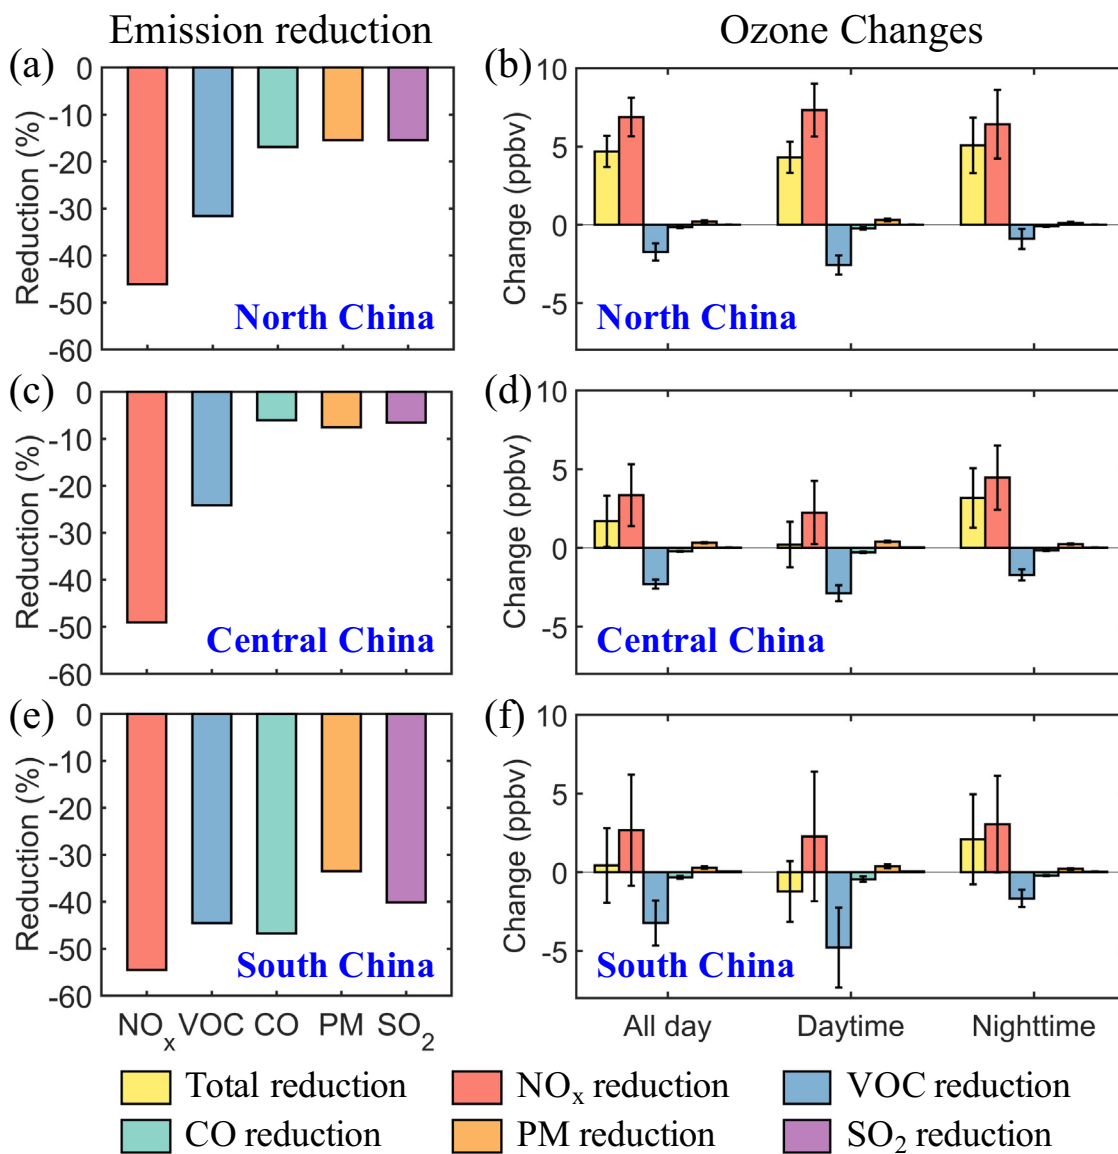 Emission reduction
Ozone Changes
(a)
0
-10
-20
-30
-40
-50
-60
Reduction (%)
North China
(b)
10
5
0
-5
Change (ppbv)
North China
(c)
0
-10
-20
-30
-40
-50
-60
Reduction (%)
Central China
(d)
10
5
0
-5
Change (ppbv)
Central China
(e)
0
-10
-20
-30
-40
-50
-60
Reduction (%)
South China
NOx VOC CO PM SO2
(f)
10
5
0
-5
Change (ppbv)
South China
All day Daytime Nighttime
Total reduction NOx reduction VOC reduction
CO reduction PM reduction SO2 reduction